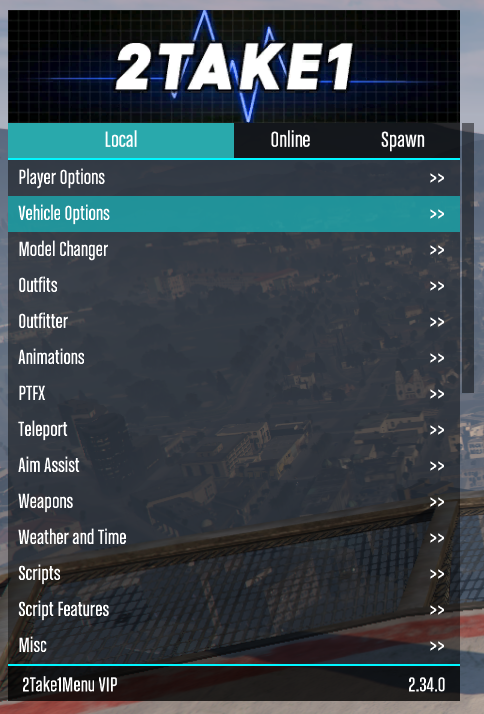 2TAKE1
Local Online Spawn
Player Options >>
Vehicle Options >>
Model Changer >>
Outfits >>
Outfitter >>
Animations >>
PTFX >>
Teleport >>
Aim Assist >>
Weapons >>
Weather and Time >>
Scripts >>
Script Features >>
Misc >>
2Take1Menu VIP 2.34.0